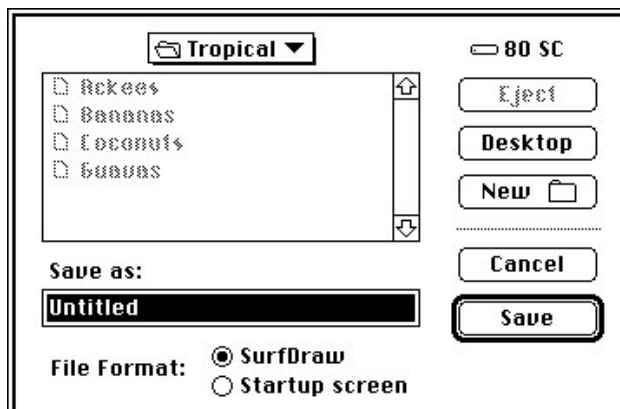 Tropical
80 SC
Ackees
Bananas
Coconuts
Guavas
Eject
Desktop
New
Save as:
Untitled
Cancel
Save
File Format:
SurfDraw
Startup screen